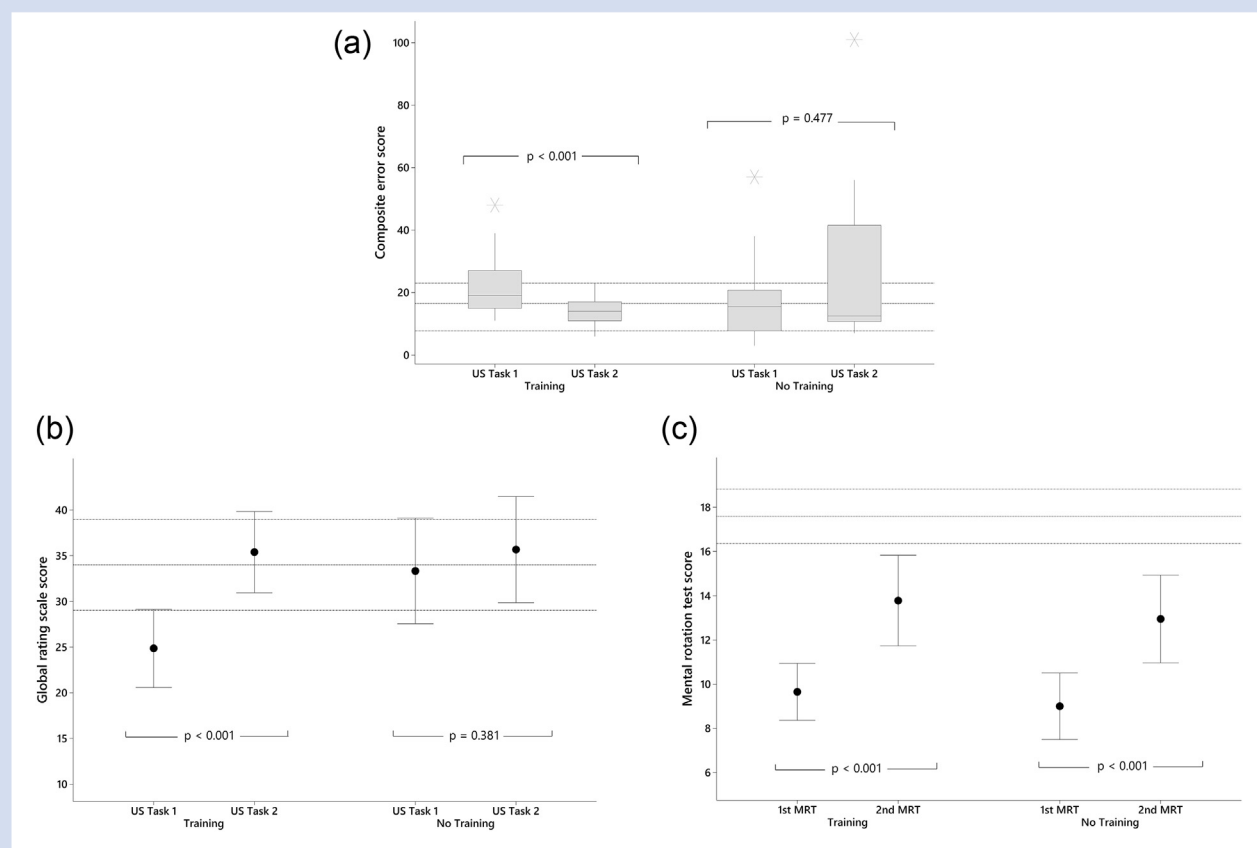 (a)
Composite error score
100
80
60
40
20
0
p < 0.001
p = 0.477
US Task 1
US Task 2
US Task 1
US Task 2
Training
No Training
(b)
Global rating scale score
40
35
30
25
20
15
10
p < 0.001
p = 0.381
US Task 1
US Task 2
US Task 1
US Task 2
Training
No Training
(c)
Mental rotation test score
18
16
14
12
10
8
6
p < 0.001
p < 0.001
1st MRT
2nd MRT
1st MRT
2nd MRT
Training
No Training